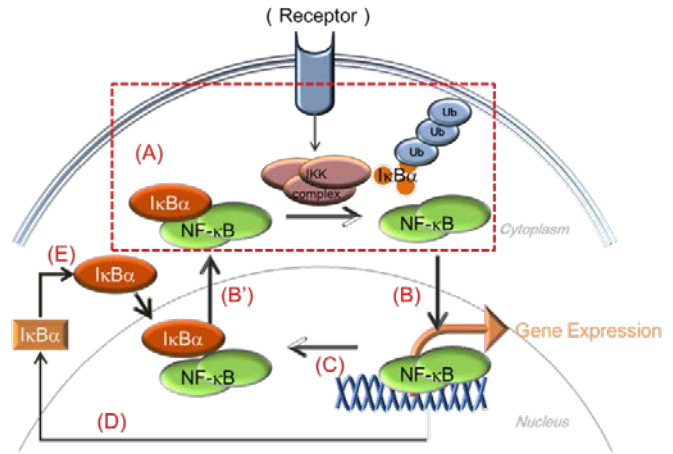 ( Receptor )
Ub
Ub
Ub
(A)
IKK
complex
IκBα
IκBα
NF-κB
NF-κB
Cytoplasm
(E)
IκBα
(B’)
(B)
IκBα
IκBα
Gene Expression
NF-κB
(C)
NF-κB
(D)
Nucleus